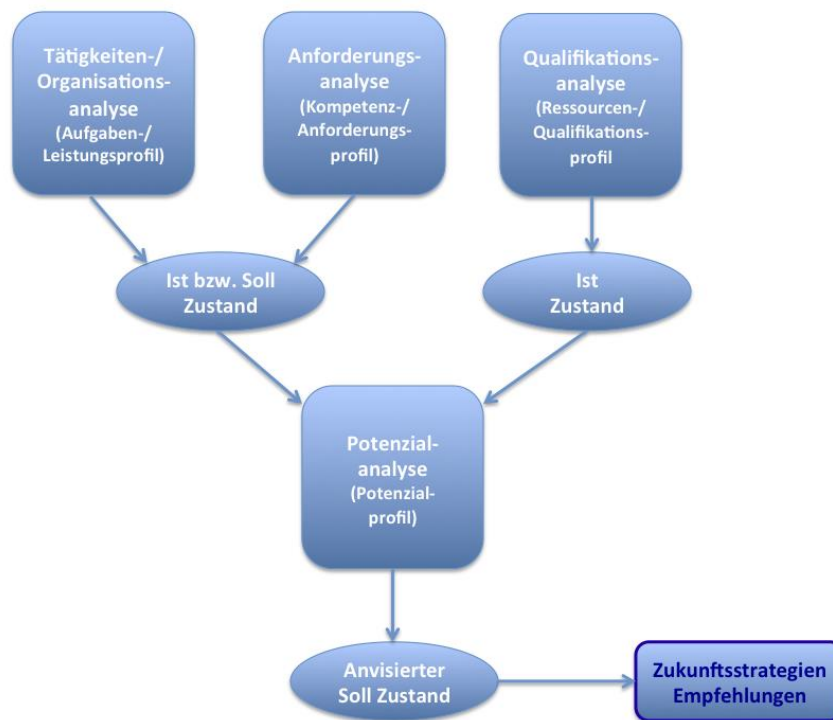 Tätigkeiten-/
Organisations-
analyse
(Aufgaben-/
Leistungsprofil)
Anforderungs-
analyse
(Kompetenz-/
Anforderungs-
profil)
Qualifikations-
analyse
(Ressourcen-/
Qualifikations-
profil
Ist bzw. Soll
Zustand
Ist
Zustand
Potenzial-
analyse
(Potenzial-
profil)
Anvisierter
Soll Zustand
Zukunftsstrategien
Empfehlungen